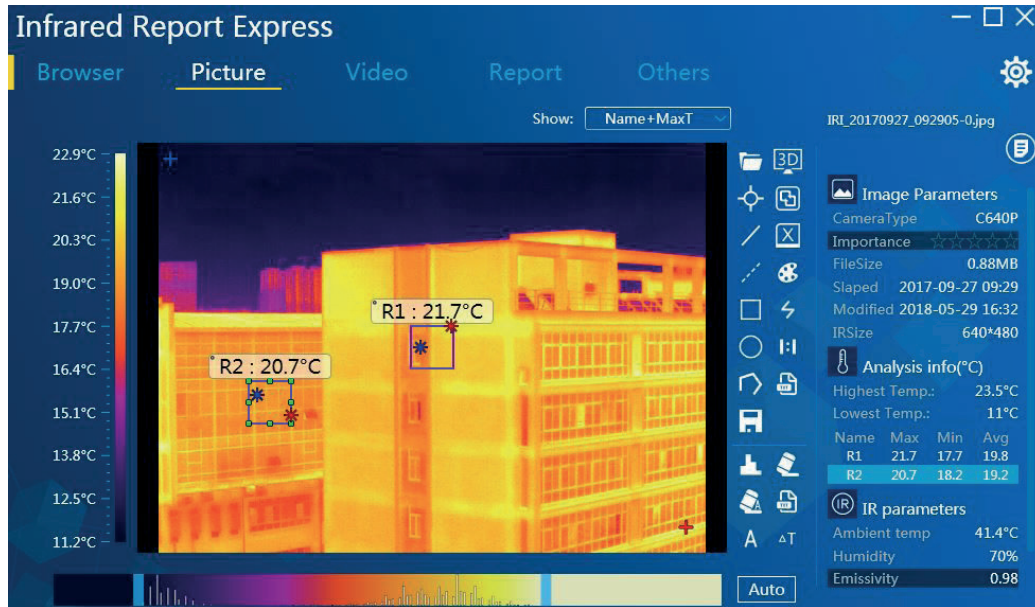 Infrared Report Express
Browser Picture Video Report Others
Show: Name+MaxT
IRI_20170927_092905-0.jpg
22.9°C
21.6°C
20.3°C
19.0°C
17.7°C
16.4°C
15.1°C
13.8°C
12.5°C
11.2°C
R1 : 21.7°C
R2 : 20.7°C
3D
X
1:1
A
ΔT
Auto
Image Parameters
CameraType C640P
Importance
FileSize 0.88MB
Slaped 2017-09-27 09:29
Modified 2018-05-29 16:32
IRSize 640*480
Analysis info(°C)
Highest Temp.: 23.5°C
Lowest Temp.: 11°C
Name Max Min Avg
R1 21.7 17.7 19.8
R2 20.7 18.2 19.2
IR IR parameters
Ambient temp 41.4°C
Humidity 70%
Emissivity 0.98